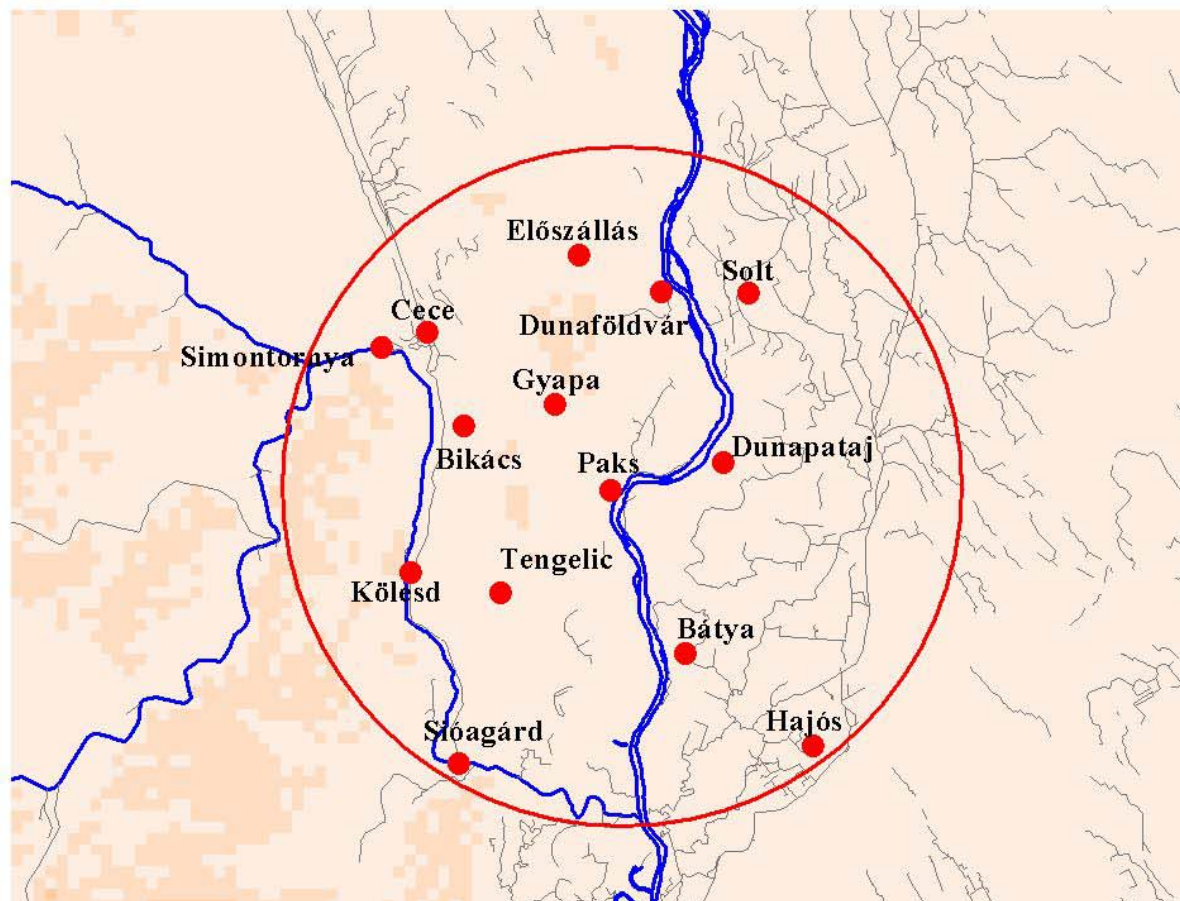 Előszállás
Solt
Cece
Dunaföldvár
Simontornya
Gyapa
Dunapataj
Bikács
Paks
Tengelic
Kölesd
Bátya
Hajós
Sióagárd